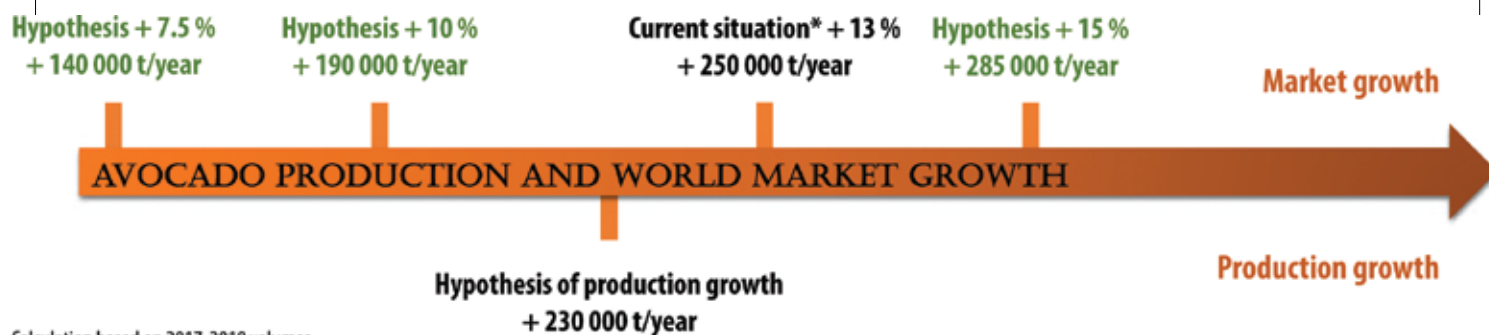 Hypothesis + 7.5 %
+ 140 000 t/year
Hypothesis + 10 %
+ 190 000 t/year
Current situation* + 13 %
+ 250 000 t/year
Hypothesis + 15 %
+ 285 000 t/year
Market growth
AVOCADO PRODUCTION AND WORLD MARKET GROWTH
Production growth
Hypothesis of production growth
+ 230 000 t/year